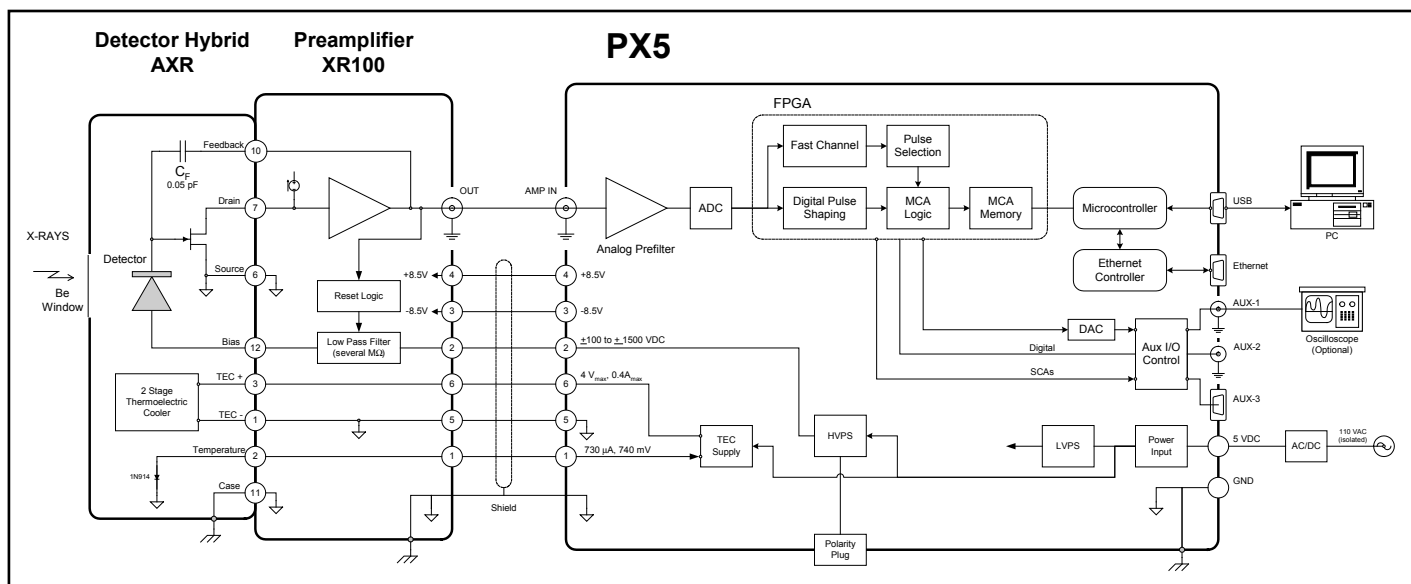 Detector Hybrid
AXR
Preamplifier
XR100
PX5
X-RAYS
Be
Window
Feedback
10
C_F
0.05 pF
Drain
7
Detector
Source
6
Bias
12
TEC +
3
2 Stage
Thermoelectric
Cooler
TEC -
1
Temperature
2
1N914
Case
11
OUT
Reset Logic
Low Pass Filter
(several MΩ)
+8.5V
4
-8.5V
3
2
6
5
1
Shield
AMP IN
4
+8.5V
3
-8.5V
2
±100 to ±1500 VDC
6
4 Vmax, 0.4Amax
5
1
730 µA, 740 mV
Analog Prefilter
ADC
FPGA
Fast Channel
Pulse
Selection
Digital Pulse
Shaping
MCA
Logic
MCA
Memory
Microcontroller
Ethernet
Controller
DAC
Digital
SCAs
Aux I/O
Control
TEC
Supply
HVPS
LVPS
Power
Input
Polarity
Plug
USB
PC
Ethernet
AUX-1
Oscilloscope
(Optional)
AUX-2
AUX-3
5 VDC
AC/DC
110 VAC
(isolated)
GND